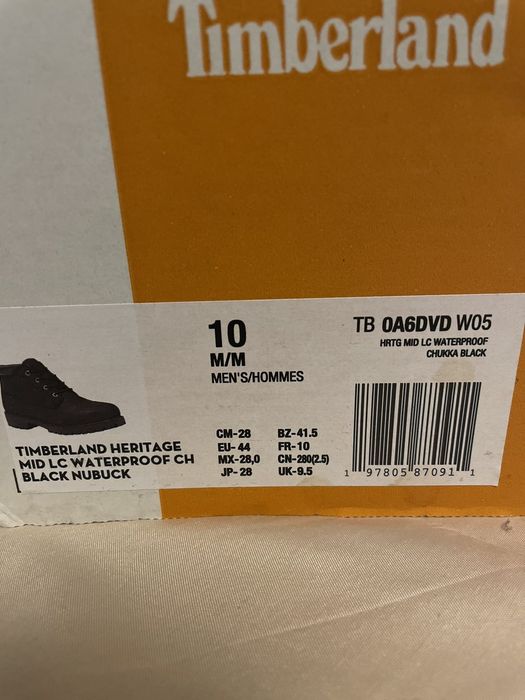 Timberland
10
M/M
MEN'S/HOMMES
TB 0A6DVD W05
HRTG MID LC WATERPROOF
CHUKKA BLACK
TIMBERLAND HERITAGE
MID LC WATERPROOF CH
BLACK NUBUCK
CM-28 BZ-41.5
EU- 44 FR-10
MX-28,0 CN-280(2.5)
JP- 28 UK-9.5
1 97805 87091 1